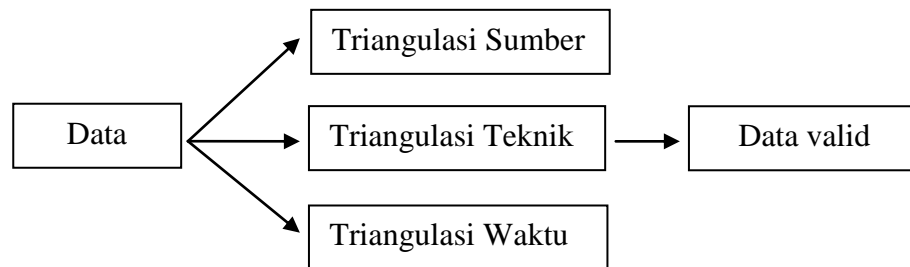 Triangulasi Sumber
Data
Triangulasi Teknik
Data valid
Triangulasi Waktu